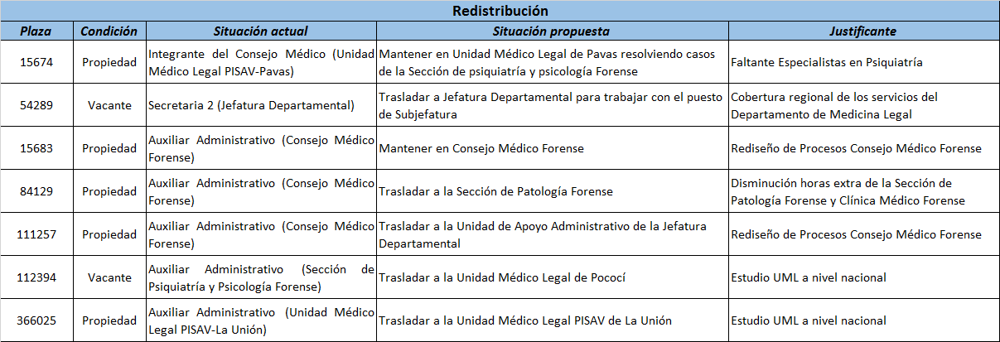 Redistribución
Plaza Condición Situación actual Situación propuesta Justificante
15674 Propiedad Integrante del Consejo Médico (Unidad Médico Legal PISAV-Pavas) Mantener en Unidad Médico Legal de Pavas resolviendo casos de la Sección de psiquiatría y psicología Forense Faltante Especialistas en Psiquiatría
54289 Vacante Secretaria 2 (Jefatura Departamental) Trasladar a Jefatura Departamental para trabajar con el puesto de Subjefatura Cobertura regional de los servicios del Departamento de Medicina Legal
15683 Propiedad Auxiliar Administrativo (Consejo Médico Forense) Mantener en Consejo Médico Forense Rediseño de Procesos Consejo Médico Forense
84129 Propiedad Auxiliar Administrativo (Consejo Médico Forense) Trasladar a la Sección de Patología Forense Disminución horas extra de la Sección de Patología Forense y Clínica Médico Forense
111257 Propiedad Auxiliar Administrativo (Consejo Médico Forense) Trasladar a la Unidad de Apoyo Administrativo de la Jefatura Departamental Rediseño de Procesos Consejo Médico Forense
112394 Vacante Auxiliar Administrativo (Sección de Psiquiatría y Psicología Forense) Trasladar a la Unidad Médico Legal de Pococí Estudio UML a nivel nacional
366025 Propiedad Auxiliar Administrativo (Unidad Médico Legal PISAV-La Unión) Trasladar a la Unidad Médico Legal PISAV de La Unión Estudio UML a nivel nacional